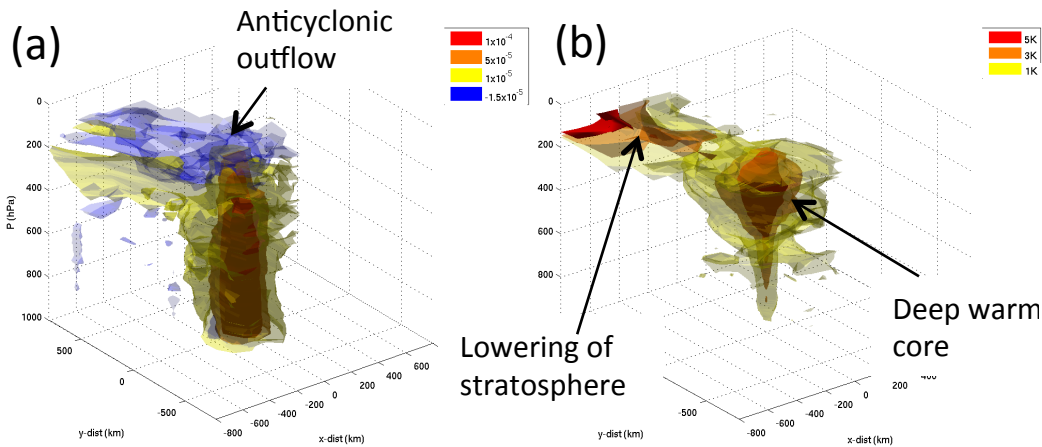 (a)
Anticyclonic
outflow
1x10⁻⁴
5x10⁻⁵
1x10⁻⁵
-1.5x10⁻⁵
0
200
400
600
800
1000
P (hPa)
500
0
-500
y-dist (km)
-800
-600
-400
-200
0
200
400
600
x-dist (km)
(b)
5K
3K
1K
0
200
400
600
800
Lowering of
stratosphere
Deep warm
core
500
0
-500
y-dist (km)
-800
-600
-400
-200
0
200
400
x-dist (km)